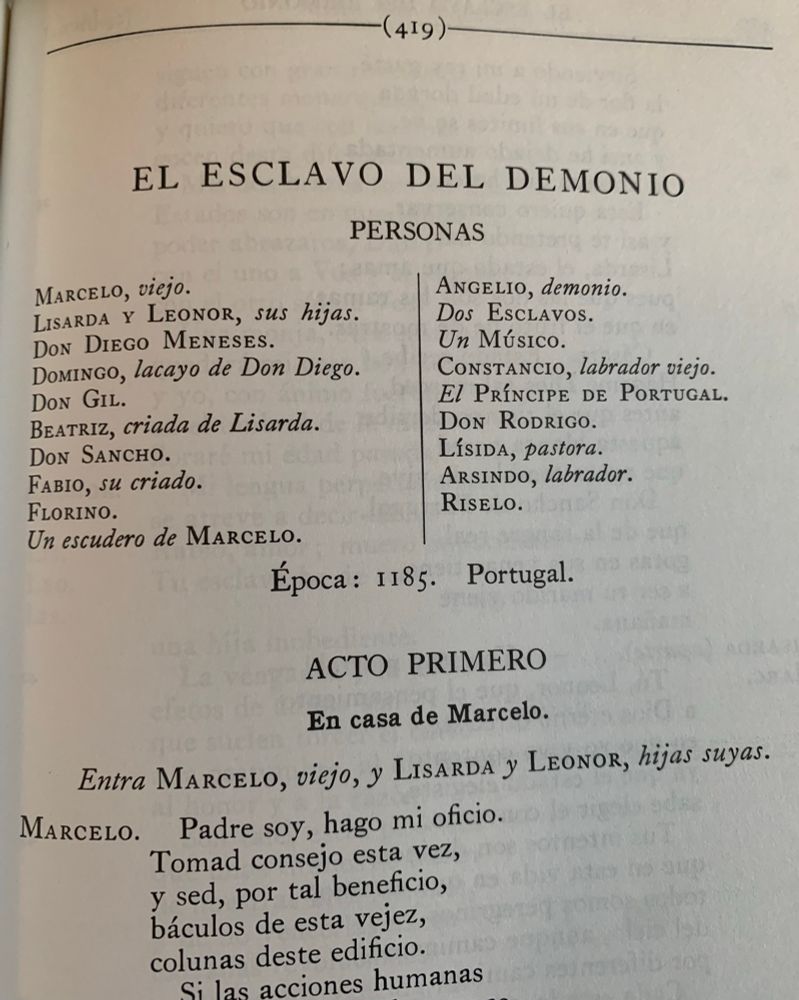 (419)
EL ESCLAVO DEL DEMONIO
PERSONAS
MARCELO, viejo.
LISARDA Y LEONOR, sus hijas.
DON DIEGO MENESES.
DOMINGO, lacayo de Don Diego.
DON GIL.
BEATRIZ, criada de Lisarda.
DON SANCHO.
FABIO, su criado.
FLORINO.
Un escudero de MARCELO.
ANGELIO, demonio.
Dos ESCLAVOS.
Un MÚSICO.
CONSTANCIO, labrador viejo.
El PRÍNCIPE DE PORTUGAL.
DON RODRIGO.
LÍSIDA, pastora.
ARSINDO, labrador.
RISELO.
Época: 1185. Portugal.
ACTO PRIMERO
En casa de Marcelo.
Entra MARCELO, viejo, y LISARDA y LEONOR, hijas suyas.
MARCELO. Padre soy, hago mi oficio.
Tomad consejo esta vez,
y sed, por tal beneficio,
báculos de esta vejez,
colunas deste edificio.
Si las acciones humanas